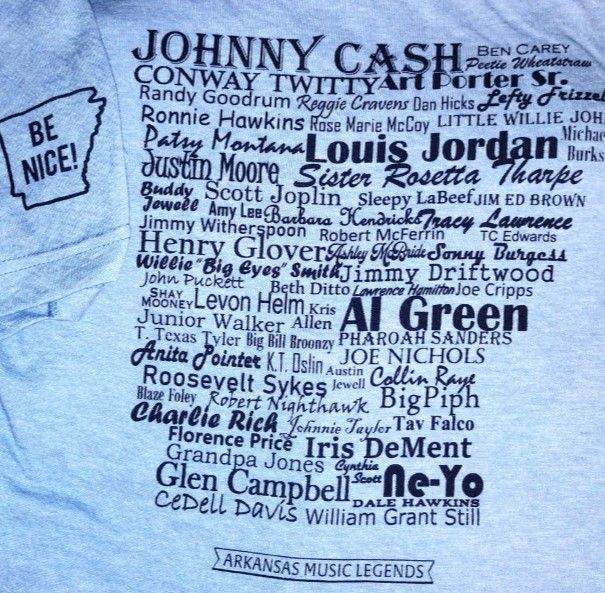 BE
NICE!
JOHNNY CASH BEN CAREY
Peetie Wheatstraw
CONWAY TWITTY Art Porter Sr.
Randy Goodrum Reggie Cravens Dan Hicks Lefty Frizzel
Ronnie Hawkins Rose Marie McCoy LITTLE WILLIE JOH
Patsy Montana Louis Jordan Michae
Burks
Justin Moore Sister Rosetta Tharpe
Buddy Jewell Scott Joplin Sleepy LaBeef JIM ED BROWN
Amy Lee Barbara Hendricks Tracy Lawrence
Jimmy Witherspoon Robert McFerrin TC Edwards
Henry Glover Ashley McBride Sonny Burgess
Willie "Big Eyes" Smith Jimmy Driftwood
John Puckett Beth Ditto Lawrence Hamilton Joe Cripps
SHAY MOONEY Levon Helm Kris Allen Al Green
Junior Walker
T. Texas Tyler Big Bill Broonzy PHAROAH SANDERS
Anita Pointer K.T. Oslin JOE NICHOLS
Roosevelt Sykes Austin Jewell Collin Raye
Blaze Foley Robert Nighthawk BigPiph
Charlie Rich Johnnie Taylor Tav Falco
Florence Price Iris DeMent
Grandpa Jones Cynthia Scott Ne-Yo
Glen Campbell DALE HAWKINS
CeDell Davis William Grant Still
ARKANSAS MUSIC LEGENDS